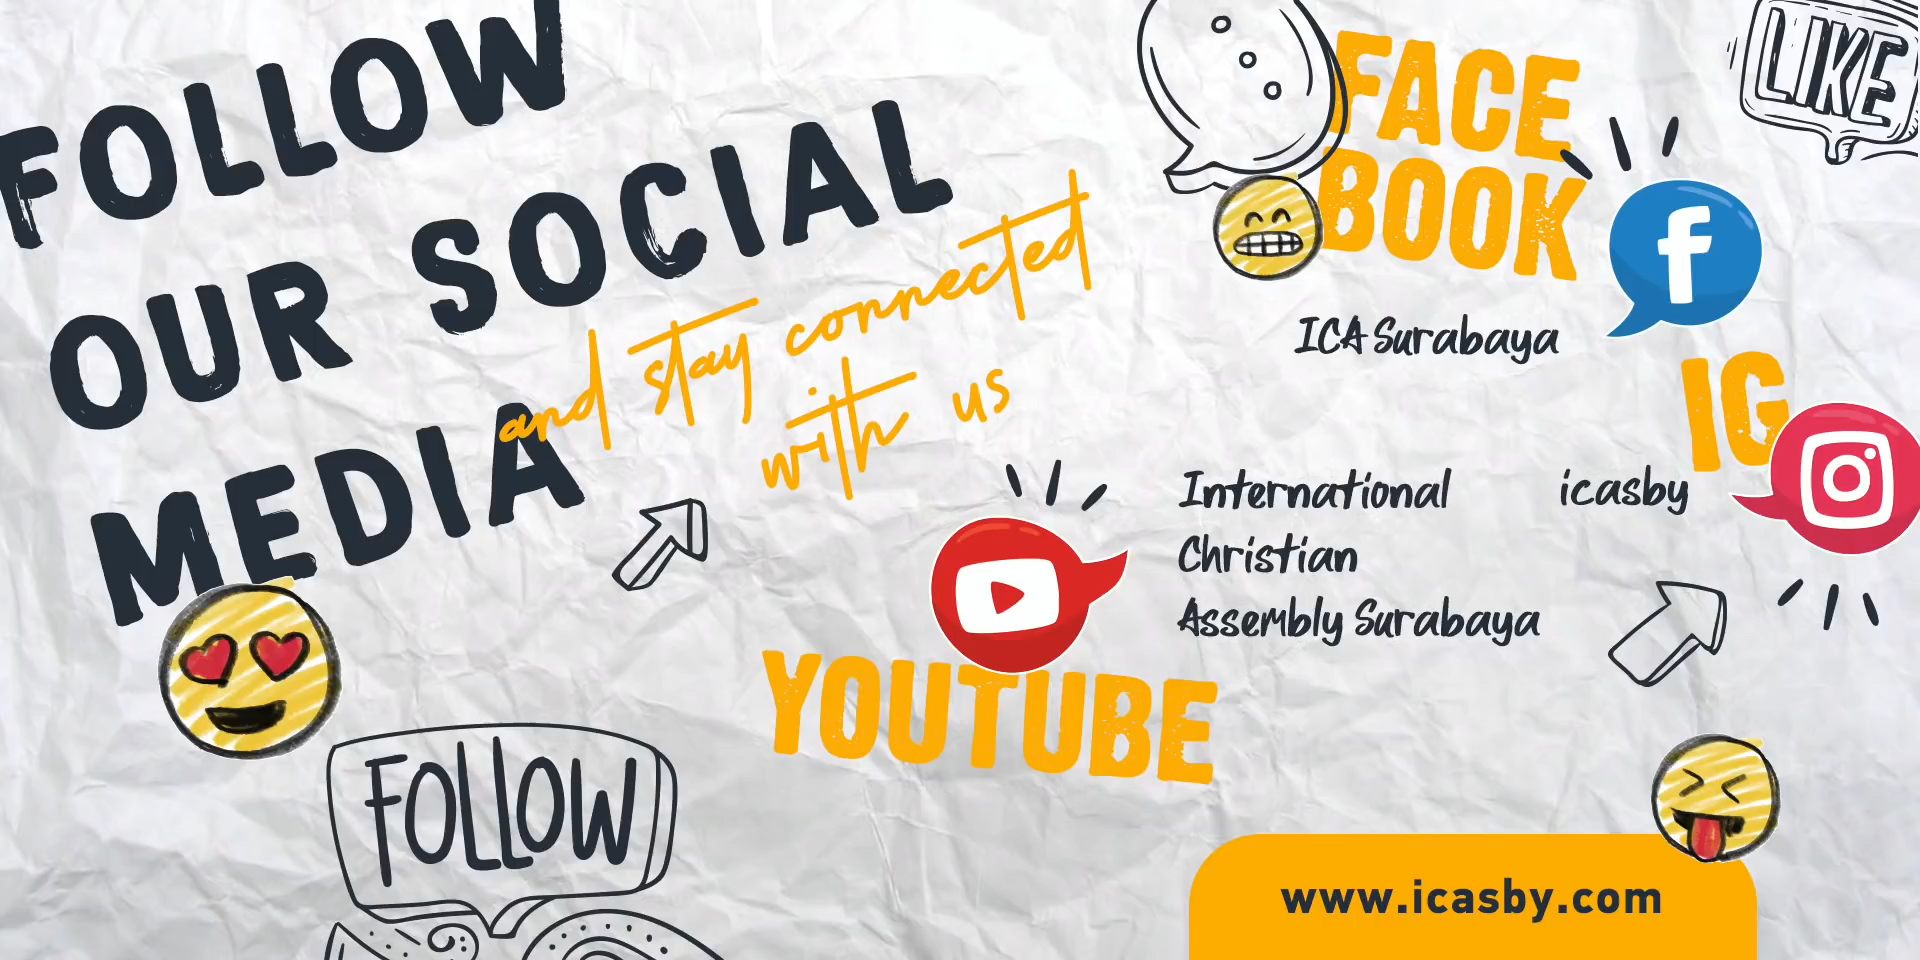 FOLLOW
OUR SOCIAL
MEDIA
and stay connected
with us
FACE
BOOK
ICA Surabaya
LIKE
IG
icasby
International
Christian
Assembly Surabaya
YOUTUBE
FOLLOW
www.icasby.com